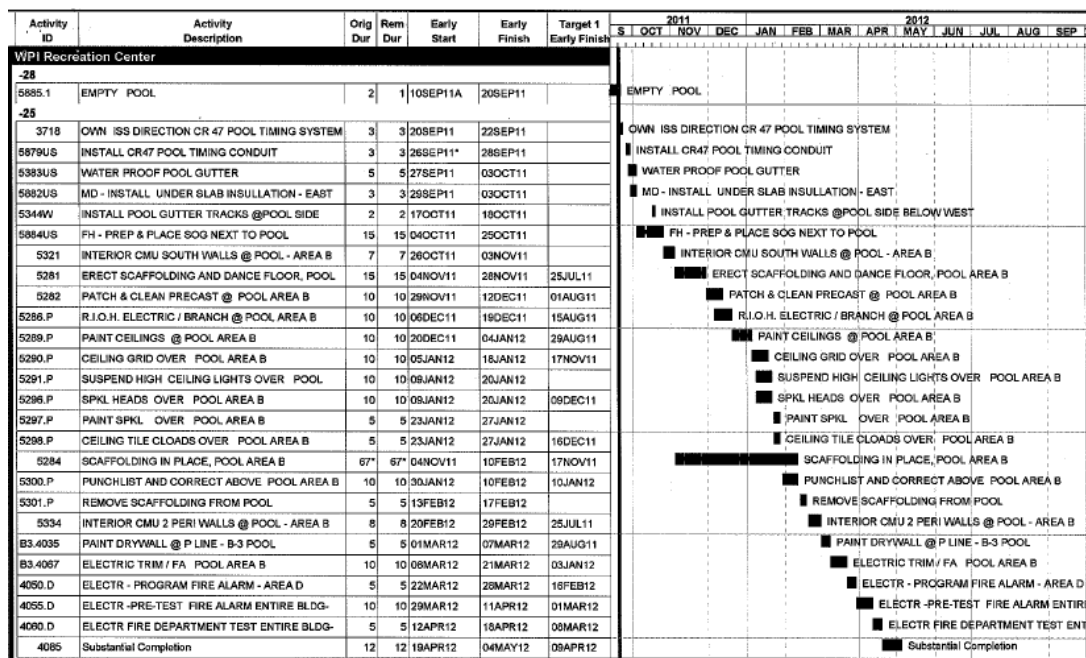 Activity ID Activity Description Orig Dur Rem Dur Early Start Early Finish Target 1 Early Finish 2011 2012
S OCT NOV DEC JAN FEB MAR APR MAY JUN JUL AUG SEP
WPI Recreation Center
-28
5885.1 EMPTY POOL 2 1 10SEP11A 20SEP11 EMPTY POOL
-25
3718 OWN ISS DIRECTION CR 47 POOL TIMING SYSTEM 3 3 20SEP11 22SEP11 OWN ISS DIRECTION CR 47 POOL TIMING SYSTEM
5879US INSTALL CR47 POOL TIMING CONDUIT 3 3 26SEP11* 28SEP11 INSTALL CR47 POOL TIMING CONDUIT
5383US WATER PROOF POOL GUTTER 5 5 27SEP11 03OCT11 WATER PROOF POOL GUTTER
5882US MD - INSTALL UNDER SLAB INSULLATION - EAST 3 3 29SEP11 03OCT11 MD - INSTALL UNDER SLAB INSULLATION - EAST
5344W INSTALL POOL GUTTER TRACKS @POOL SIDE 2 2 17OCT11 18OCT11 INSTALL POOL GUTTER TRACKS @POOL SIDE BELOW WEST
5884US FH - PREP & PLACE SOG NEXT TO POOL 15 15 04OCT11 25OCT11 FH - PREP & PLACE SOG NEXT TO POOL
5321 INTERIOR CMU SOUTH WALLS @ POOL - AREA B 7 7 26OCT11 03NOV11 INTERIOR CMU SOUTH WALLS @ POOL - AREA B
5281 ERECT SCAFFOLDING AND DANCE FLOOR, POOL 15 15 04NOV11 28NOV11 25JUL11 ERECT SCAFFOLDING AND DANCE FLOOR, POOL AREA B
5282 PATCH & CLEAN PRECAST @ POOL AREA B 10 10 29NOV11 12DEC11 01AUG11 PATCH & CLEAN PRECAST @ POOL AREA B
5286.P R.I.O.H. ELECTRIC / BRANCH @ POOL AREA B 10 10 06DEC11 19DEC11 15AUG11 R.I.O.H. ELECTRIC / BRANCH @ POOL AREA B
5289.P PAINT CEILINGS @ POOL AREA B 10 10 20DEC11 04JAN12 29AUG11 PAINT CEILINGS @ POOL AREA B
5290.P CEILING GRID OVER POOL AREA B 10 10 05JAN12 18JAN12 17NOV11 CEILING GRID OVER POOL AREA B
5291.P SUSPEND HIGH CEILING LIGHTS OVER POOL 10 10 09JAN12 20JAN12 SUSPEND HIGH CEILING LIGHTS OVER POOL AREA B
5296.P SPKL HEADS OVER POOL AREA B 10 10 09JAN12 20JAN12 09DEC11 SPKL HEADS OVER POOL AREA B
5297.P PAINT SPKL OVER POOL AREA B 5 5 23JAN12 27JAN12 PAINT SPKL OVER POOL AREA B
5298.P CEILING TILE CLOADS OVER POOL AREA B 5 5 23JAN12 27JAN12 16DEC11 CEILING TILE CLOADS OVER POOL AREA B
5284 SCAFFOLDING IN PLACE, POOL AREA B 67* 67* 04NOV11 10FEB12 17NOV11 SCAFFOLDING IN PLACE, POOL AREA B
5300.P PUNCHLIST AND CORRECT ABOVE POOL AREA B 10 10 30JAN12 10FEB12 10JAN12 PUNCHLIST AND CORRECT ABOVE POOL AREA B
5301.P REMOVE SCAFFOLDING FROM POOL 5 5 13FEB12 17FEB12 REMOVE SCAFFOLDING FROM POOL
5334 INTERIOR CMU 2 PERI WALLS @ POOL - AREA B 8 8 20FEB12 29FEB12 25JUL11 INTERIOR CMU 2 PERI WALLS @ POOL - AREA B
B3.4035 PAINT DRYWALL @ P LINE - B-3 POOL 5 5 01MAR12 07MAR12 29AUG11 PAINT DRYWALL @ P LINE - B-3 POOL
B3.4067 ELECTRIC TRIM / FA POOL AREA B 10 10 08MAR12 21MAR12 03JAN12 ELECTRIC TRIM / FA POOL AREA B
4050.D ELECTR - PROGRAM FIRE ALARM - AREA D 5 5 22MAR12 28MAR12 16FEB12 ELECTR - PROGRAM FIRE ALARM - AREA D
4055.D ELECTR -PRE-TEST FIRE ALARM ENTIRE BLDG- 10 10 29MAR12 11APR12 01MAR12 ELECTR -PRE-TEST FIRE ALARM ENTIRE
4060.D ELECTR FIRE DEPARTMENT TEST ENTIRE BLDG- 5 5 12APR12 18APR12 08MAR12 ELECTR FIRE DEPARTMENT TEST ENT
4085 Substantial Completion 12 12 19APR12 04MAY12 09APR12 Substantial Completion